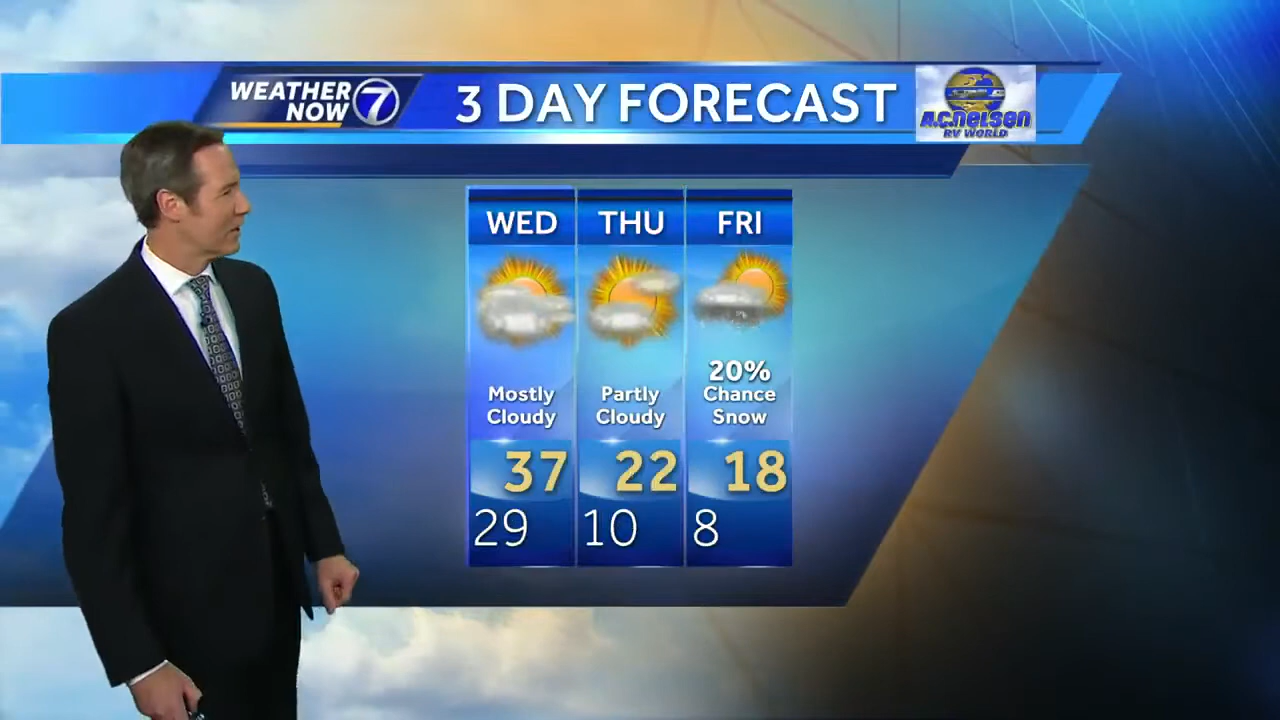 WEATHER
NOW 7
3 DAY FORECAST
A.C.NELSEN
RV WORLD
WED THU FRI
Mostly
Cloudy
Partly
Cloudy
20%
Chance
Snow
37 22 18
29 10 8